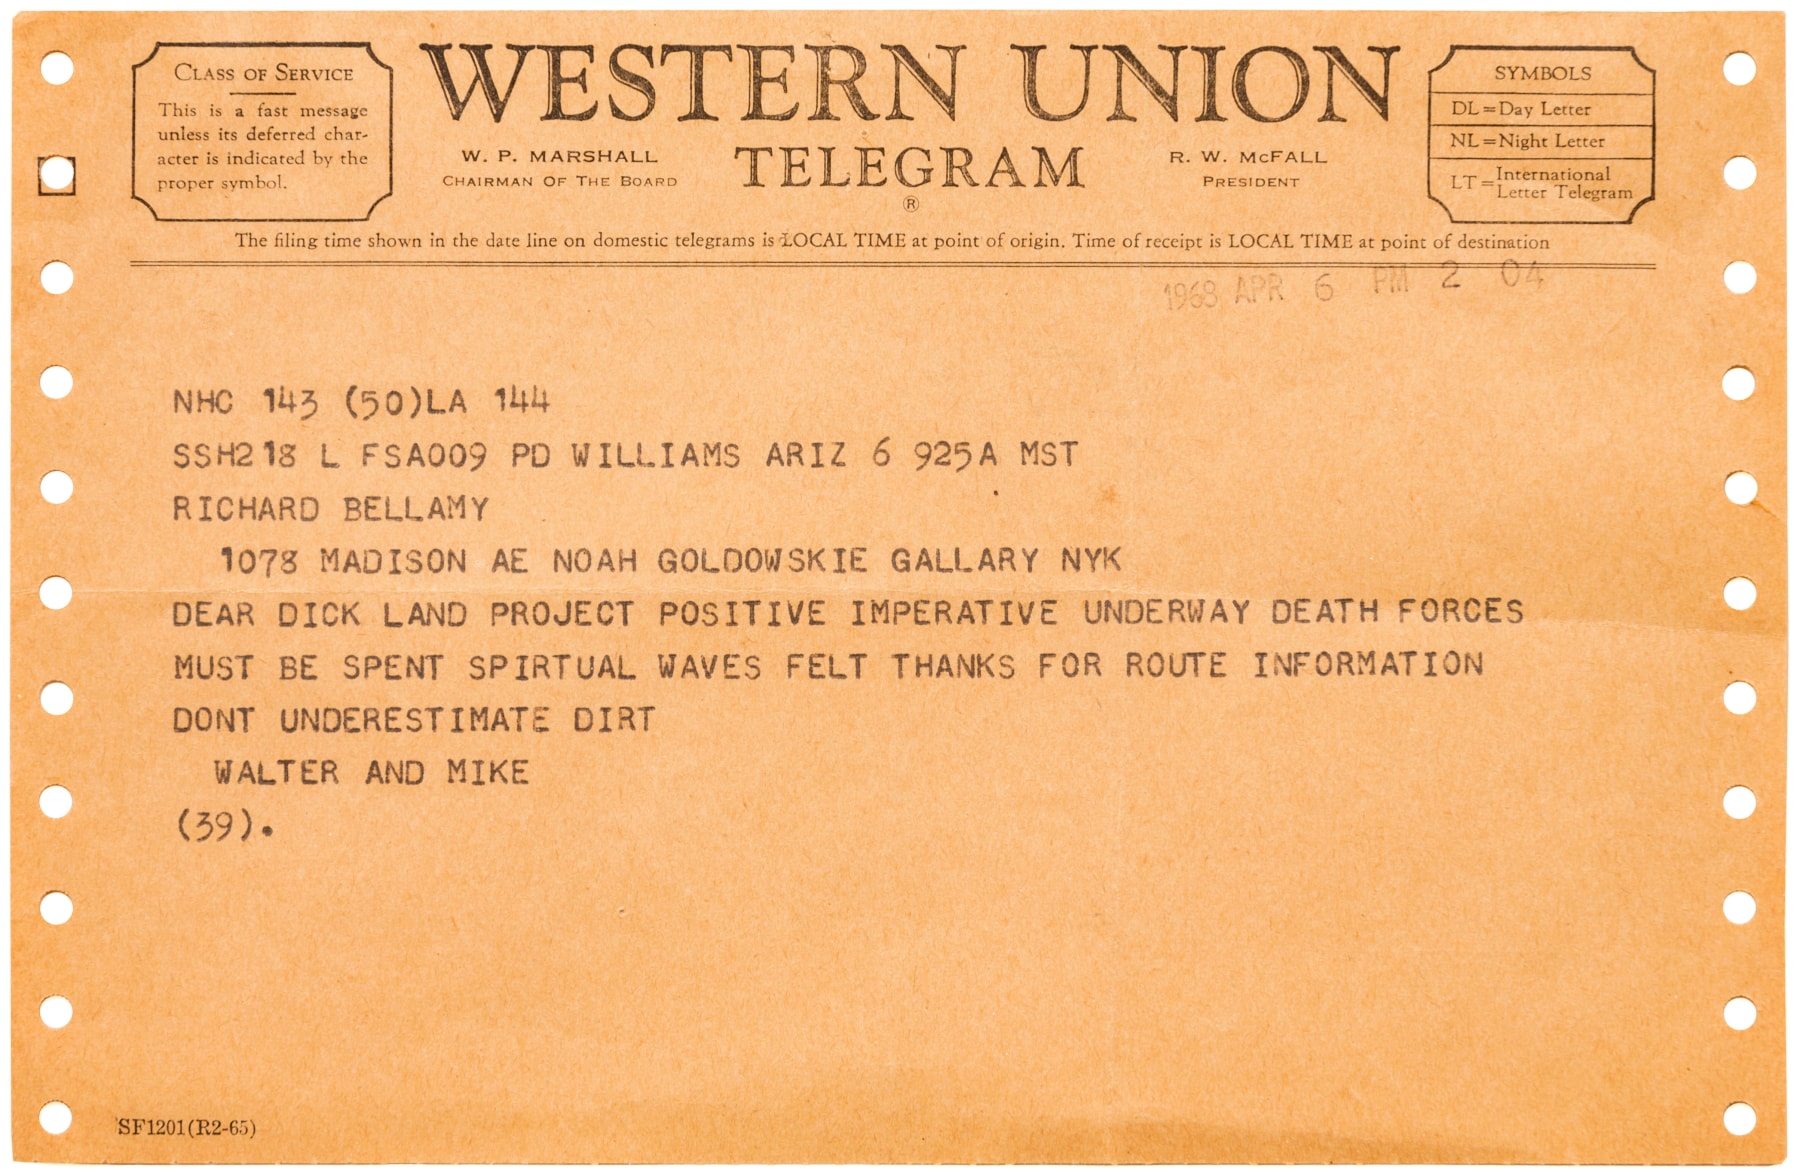 CLASS OF SERVICE
This is a fast message
unless its deferred char-
acter is indicated by the
proper symbol.
WESTERN UNION
TELEGRAM
®
W. P. MARSHALL
CHAIRMAN OF THE BOARD
R. W. McFALL
PRESIDENT
SYMBOLS
DL=Day Letter
NL=Night Letter
LT=International
Letter Telegram
The filing time shown in the date line on domestic telegrams is LOCAL TIME at point of origin. Time of receipt is LOCAL TIME at point of destination
1968 APR 6 PM 2 04
NHC 143 (50)LA 144
SSH218 L FSA009 PD WILLIAMS ARIZ 6 925A MST
RICHARD BELLAMY
1078 MADISON AE NOAH GOLDOWSKIE GALLARY NYK
DEAR DICK LAND PROJECT POSITIVE IMPERATIVE UNDERWAY DEATH FORCES
MUST BE SPENT SPIRTUAL WAVES FELT THANKS FOR ROUTE INFORMATION
DONT UNDERESTIMATE DIRT
WALTER AND MIKE
(39).
SF1201(R2-65)